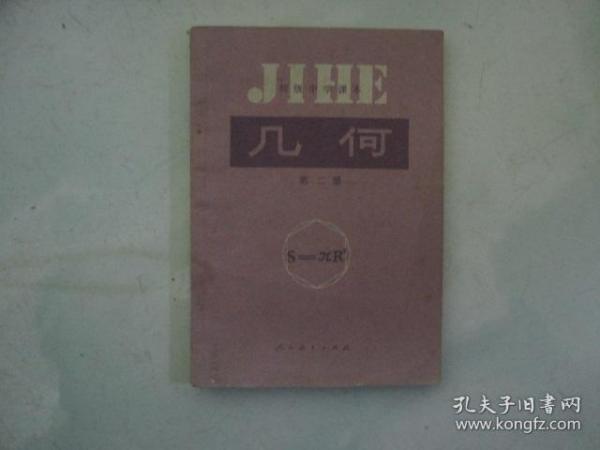 JIHE
初级中学课本
几何
第二册
S=πR²
人民教育出版社
孔夫子旧书网
www.kongfz.com